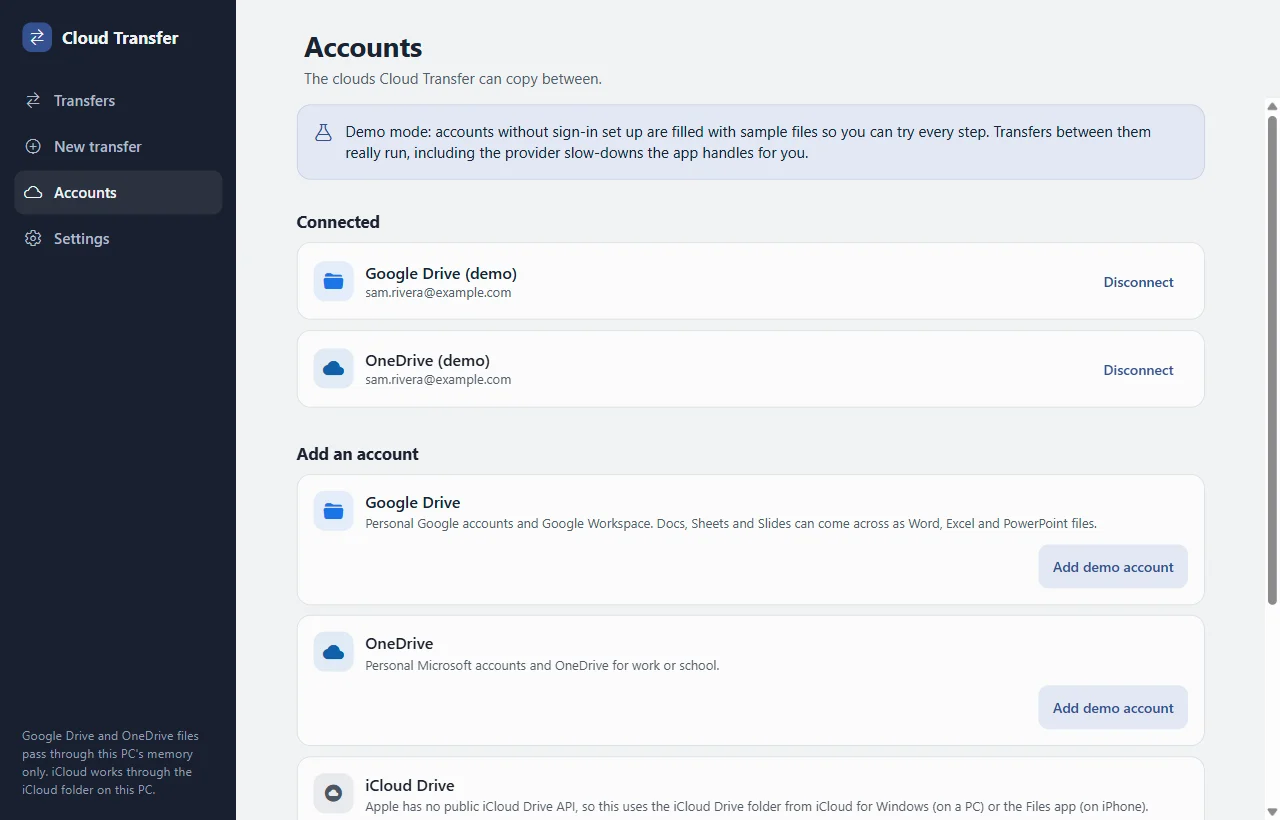 Cloud Transfer
Transfers
New transfer
Accounts
Settings
Google Drive and OneDrive files
pass through this PC's memory
only. iCloud works through the
iCloud folder on this PC.
Accounts
The clouds Cloud Transfer can copy between.
Demo mode: accounts without sign-in set up are filled with sample files so you can try every step. Transfers between them
really run, including the provider slow-downs the app handles for you.
Connected
Google Drive (demo)
sam.rivera@example.com
Disconnect
OneDrive (demo)
sam.rivera@example.com
Disconnect
Add an account
Google Drive
Personal Google accounts and Google Workspace. Docs, Sheets and Slides can come across as Word, Excel and PowerPoint files.
Add demo account
OneDrive
Personal Microsoft accounts and OneDrive for work or school.
Add demo account
iCloud Drive
Apple has no public iCloud Drive API, so this uses the iCloud Drive folder from iCloud for Windows (on a PC) or the Files app (on iPhone).